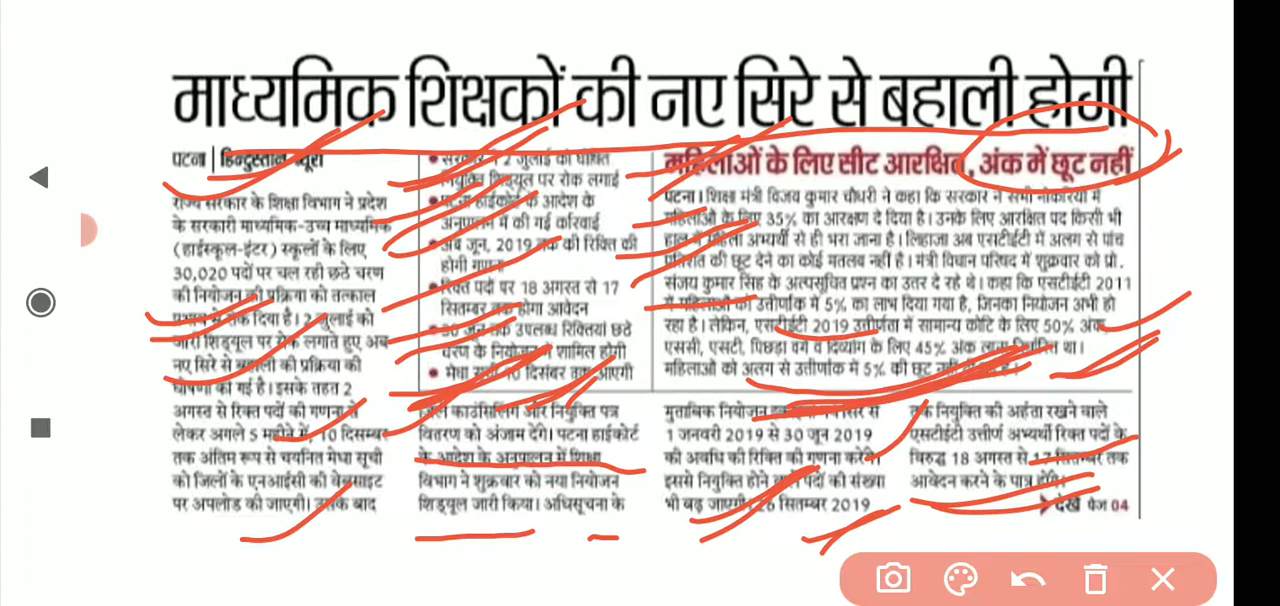 माध्यमिक शिक्षकों की नए सिरे से बहाली होगी
पटना | हिन्दुस्तान ब्यूरो
राज्य सरकार के शिक्षा विभाग ने प्रदेश
के सरकारी माध्यमिक-उच्च माध्यमिक
(हाईस्कूल-इंटर) स्कूलों के लिए
30,020 पदों पर चल रही छठे चरण
की नियोजन की प्रक्रिया को तत्काल
प्रभाव से रोक दिया है। 2 जुलाई को
जारी शिड्यूल पर रोक लगाते हुए अब
नए सिरे से बहाली की प्रक्रिया की
घोषणा की गई है। इसके तहत 2
अगस्त से रिक्त पदों की गणना से
लेकर अगले 5 महीने में, 10 दिसम्बर
तक अंतिम रूप से चयनित मेधा सूची
को जिलों के एनआईसी की वेबसाइट
पर अपलोड की जाएगी। उसके बाद
• सरकार ने 2 जुलाई को घोषित
नियुक्ति शिड्यूल पर रोक लगाई
• पटना हाईकोर्ट के आदेश के
अनुपालन में की गई कार्रवाई
• अब जून, 2019 तक की रिक्ति की
होगी गणना
• रिक्त पदों पर 18 अगस्त से 17
सितम्बर तक होगा आवेदन
• 30 जून तक उपलब्ध रिक्तियां छठे
चरण के नियोजन में शामिल होगी
• मेधा सूची 10 दिसंबर तक आएगी
जिले काउंसिलिंग और नियुक्ति पत्र
वितरण को अंजाम देंगे। पटना हाईकोर्ट
के आदेश के अनुपालन में शिक्षा
विभाग ने शुक्रवार को नया नियोजन
शिड्यूल जारी किया। अधिसूचना के
महिलाओं के लिए सीट आरक्षित, अंक में छूट नहीं
पटना। शिक्षा मंत्री विजय कुमार चौधरी ने कहा कि सरकार ने सभी नौकरियों में
महिलाओं के लिए 35% का आरक्षण दे दिया है। उनके लिए आरक्षित पद किसी भी
हाल में महिला अभ्यर्थी से ही भरा जाना है। लिहाजा अब एसटीईटी में अलग से पांच
प्रतिशत की छूट देने का कोई मतलब नहीं है। मंत्री विधान परिषद में शुक्रवार को प्रो.
संजय कुमार सिंह के अल्पसूचित प्रश्न का उत्तर दे रहे थे। कहा कि एसटीईटी 2011
में महिलाओं को उत्तीर्णांक में 5% का लाभ दिया गया है, जिनका नियोजन अभी हो
रहा है। लेकिन, एसटीईटी 2019 उत्तीर्णता में सामान्य कोटि के लिए 50% अंक
एससी, एसटी, पिछड़ा वर्ग व दिव्यांग के लिए 45% अंक लाना निर्धारित था।
महिलाओं को अलग से उत्तीर्णांक में 5% की छूट नहीं
मुताबिक नियोजन सिरे से
1 जनवरी 2019 से 30 जून 2019
की अवधि की रिक्ति की गणना करेंगे।
इससे नियुक्ति होने वाले पदों की संख्या
भी बढ़ जाएगी। 26 सितम्बर 2019
तक नियुक्ति की अर्हता रखने वाले
एसटीईटी उत्तीर्ण अभ्यर्थी रिक्त पदों के
विरुद्ध 18 अगस्त से 17 सितम्बर तक
आवेदन करने के पात्र होंगे।
देखें पेज 04